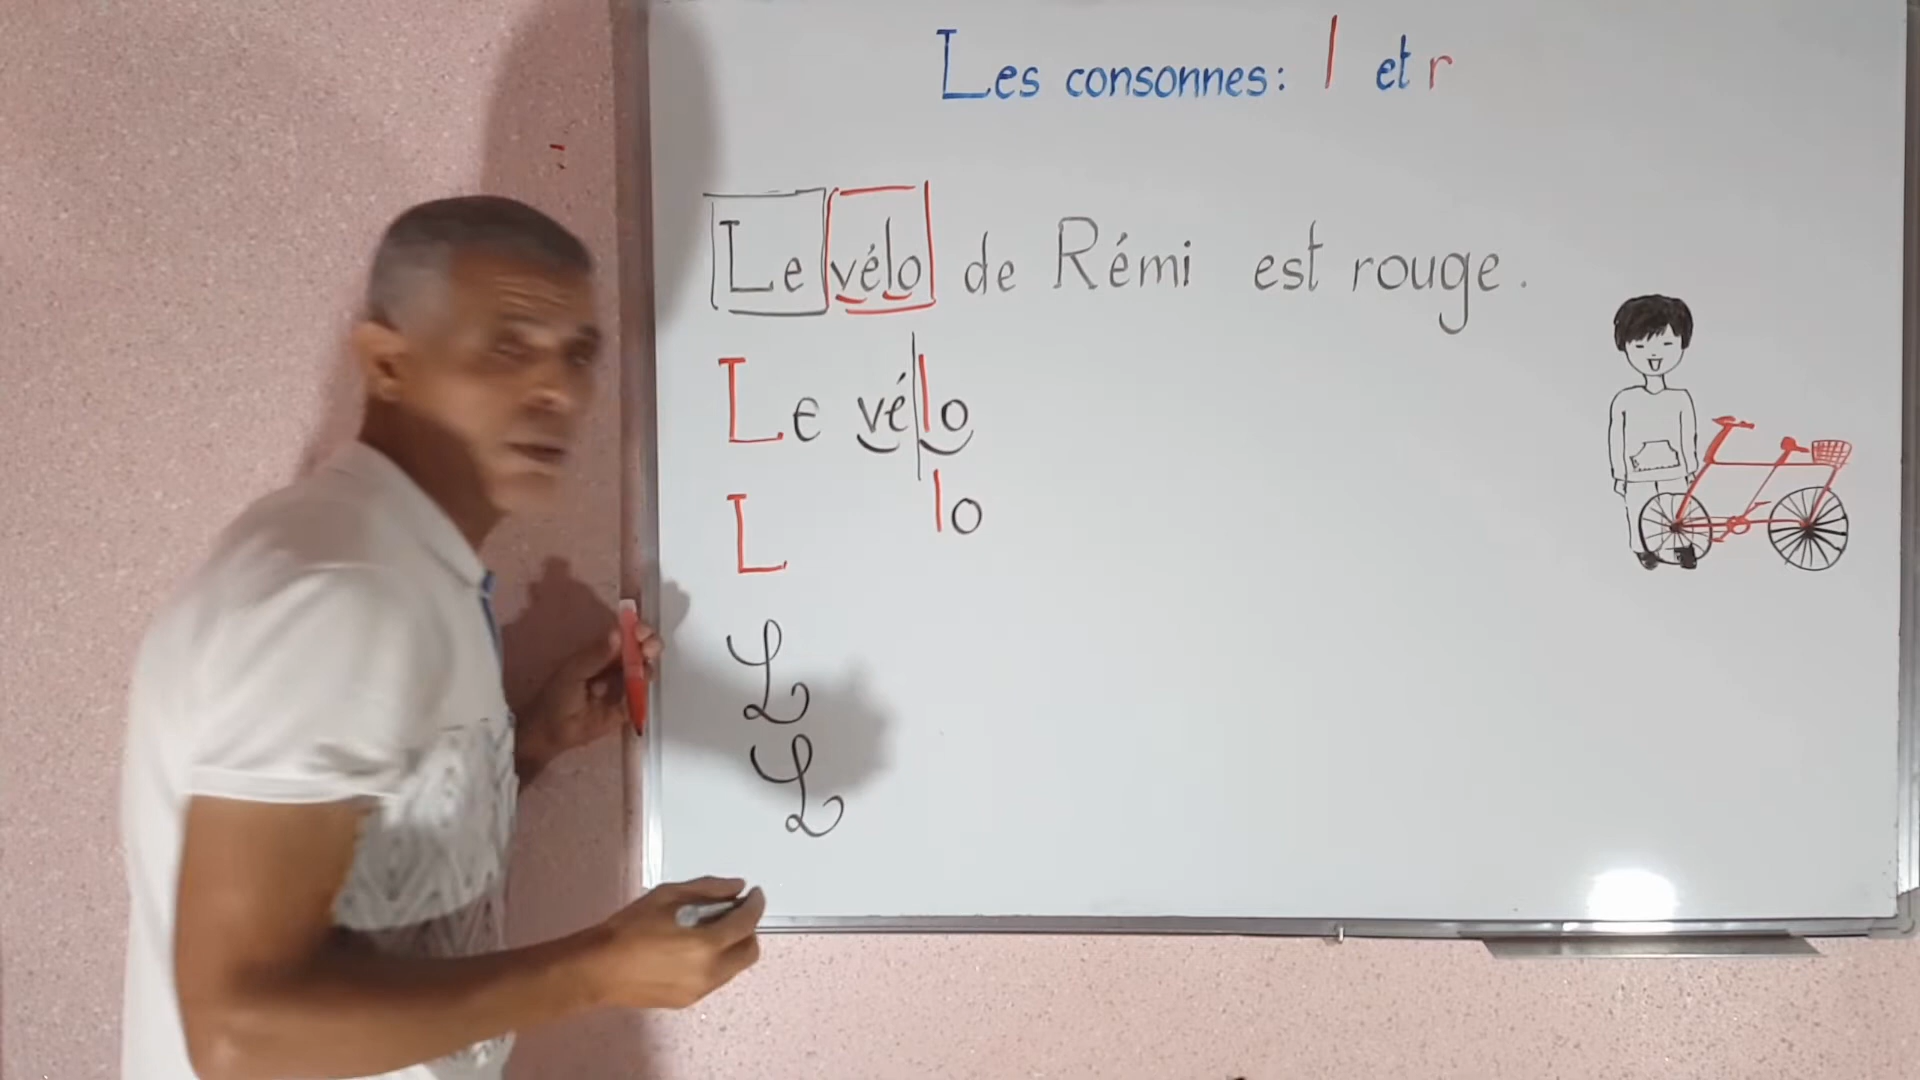 Les consonnes: l et r
Le vélo de Rémi est rouge.
Le vélo
lo
L
L
L